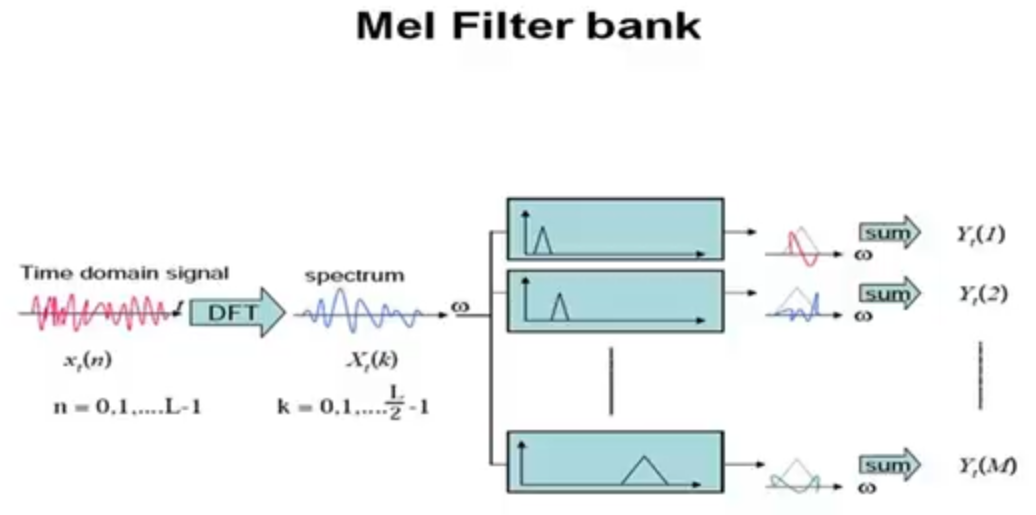 Mel Filter bank
Time domain signal
t
DFT
spectrum
ω
xₜ(n)
Xₜ(k)
n = 0,1,....L-1
k = 0,1,....L/2 -1
ω
sum
Yₜ(1)
ω
sum
Yₜ(2)
ω
sum
Yₜ(M)